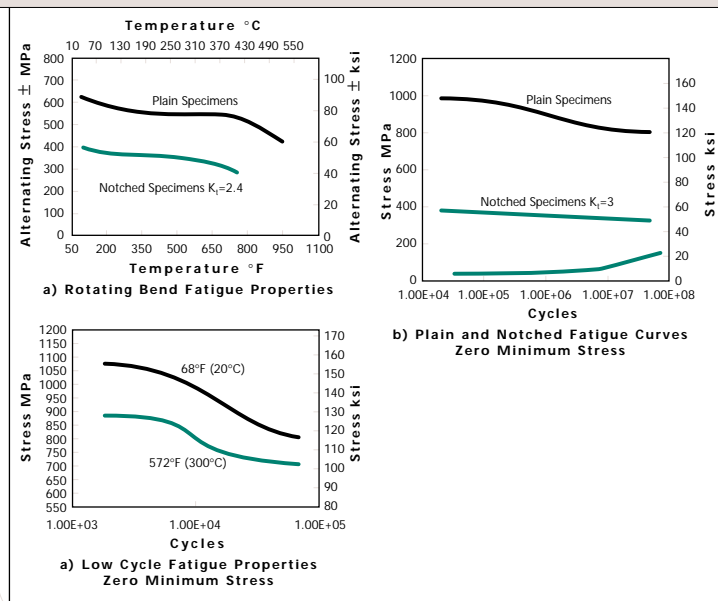 Temperature °C
10 70 130 190 250 310 370 430 490 550
Alternating Stress ± MPa
800
700
600
500
400
300
200
100
0
Plain Specimens
Notched Specimens Kt=2.4
100
80
60
40
20
0
Alternating Stress ± ksi
50 200 350 500 650 800 950 1100
Temperature °F
a) Rotating Bend Fatigue Properties
Stress MPa
1200
1000
800
600
400
200
0
Plain Specimens
Notched Specimens Kt=3
160
140
120
100
80
60
40
20
0
Stress ksi
1.00E+04 1.00E+05 1.00E+06 1.00E+07 1.00E+08
Cycles
b) Plain and Notched Fatigue Curves
Zero Minimum Stress
Stress MPa
1200
1150
1100
1050
1000
950
900
850
800
750
700
650
600
550
68°F (20°C)
572°F (300°C)
170
160
150
140
130
120
110
100
90
80
Stress ksi
1.00E+03 1.00E+04 1.00E+05
Cycles
a) Low Cycle Fatigue Properties
Zero Minimum Stress